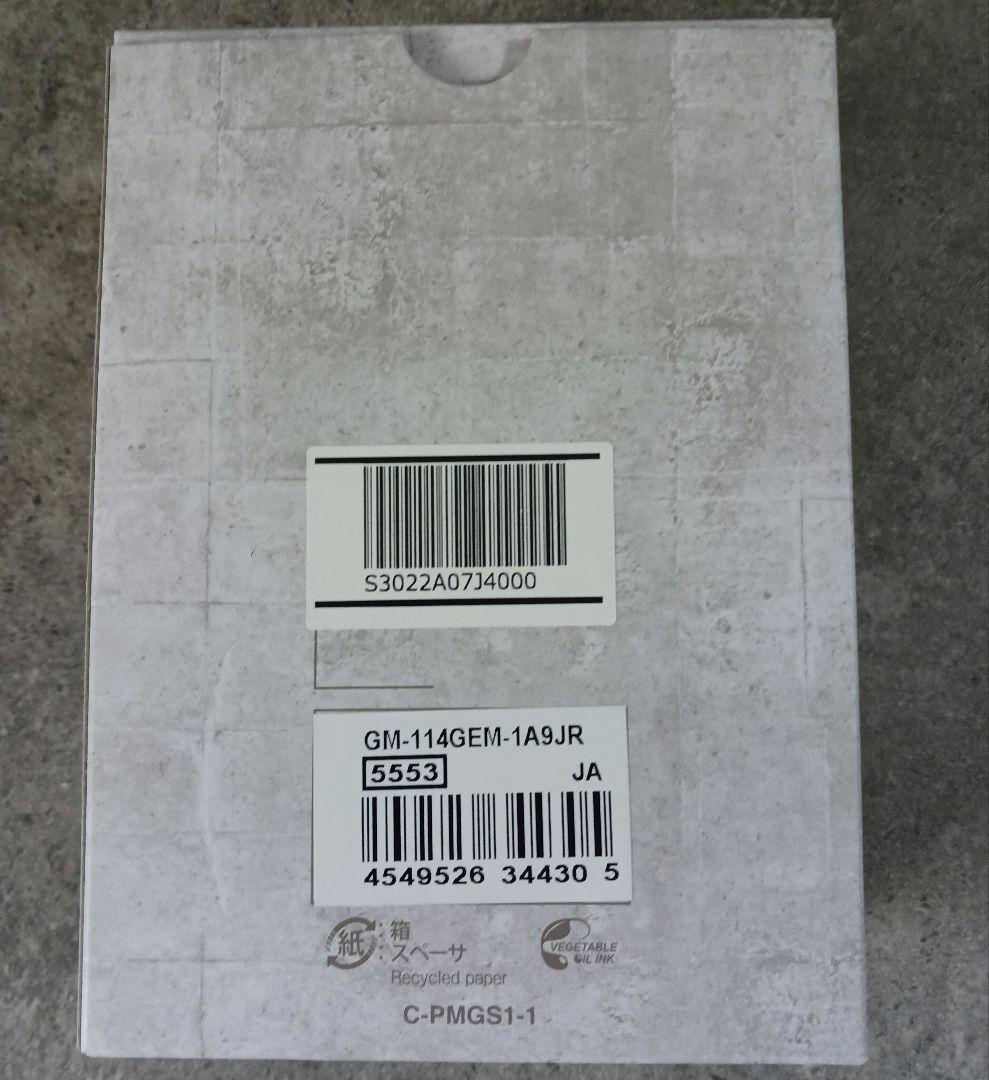 S3022A07J4000
GM-114GEM-1A9JR
5553 JA
4549526 34430 5
紙 : 箱
: スペーサ
Recycled paper
VEGETABLE
OIL INK
C-PMGS1-1